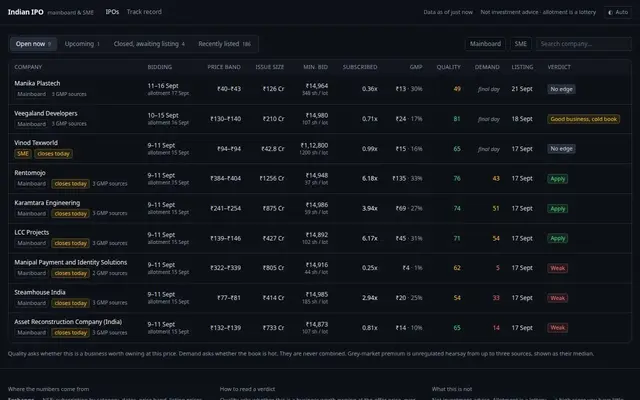 Indian IPO mainboard & SME IPOs Track record Data as of just now Not investment advice · allotment is a lottery Auto
Open now 9 Upcoming 1 Closed, awaiting listing 4 Recently listed 186 Mainboard SME Search company...
COMPANY BIDDING PRICE BAND ISSUE SIZE MIN. BID SUBSCRIBED GMP QUALITY DEMAND LISTING VERDICT
Manika Plastech 11–16 Sept ₹40–43 ₹126 Cr ₹14,964 0.36x ₹13 · 30% 49 final day 21 Sept No edge
Mainboard 3 GMP sources allotment 17 Sept 348 sh / lot
Veegaland Developers 10–15 Sept ₹130–140 ₹210 Cr ₹14,980 0.71x ₹24 · 17% 81 final day 18 Sept Good business, cold book
Mainboard 3 GMP sources allotment 16 Sept 107 sh / lot
Vinod Texworld 9–11 Sept ₹94–94 ₹42.8 Cr ₹1,12,800 0.99x ₹15 · 16% 65 final day 17 Sept No edge
SME closes today allotment 15 Sept 1200 sh / lot
Rentomojo 9–11 Sept ₹384–404 ₹1256 Cr ₹14,948 6.18x ₹135 · 33% 76 43 17 Sept Apply
Mainboard closes today 3 GMP sources allotment 15 Sept 37 sh / lot
Karamtara Engineering 9–11 Sept ₹241–254 ₹875 Cr ₹14,986 3.94x ₹69 · 27% 74 51 17 Sept Apply
Mainboard closes today 3 GMP sources allotment 15 Sept 59 sh / lot
LCC Projects 9–11 Sept ₹139–146 ₹427 Cr ₹14,892 6.17x ₹45 · 31% 71 54 17 Sept Apply
Mainboard closes today 3 GMP sources allotment 15 Sept 102 sh / lot
Manipal Payment and Identity Solutions 9–11 Sept ₹322–339 ₹805 Cr ₹14,916 0.25x ₹4 · 1% 62 5 17 Sept Weak
Mainboard closes today 2 GMP sources allotment 15 Sept 44 sh / lot
Steamhouse India 9–11 Sept ₹77–81 ₹414 Cr ₹14,985 2.94x ₹20 · 25% 54 33 17 Sept Weak
Mainboard closes today 3 GMP sources allotment 15 Sept 185 sh / lot
Asset Reconstruction Company (India) 9–11 Sept ₹132–139 ₹733 Cr ₹14,873 0.81x ₹14 · 10% 65 14 17 Sept Weak
Mainboard closes today 3 GMP sources allotment 15 Sept 107 sh / lot
Quality asks whether this is a business worth owning at this price. Demand asks whether the book is hot. They are never combined. Grey-market premium is unregulated hearsay from up to three sources, shown as their median.
Where the numbers come from How to read a verdict What this is not